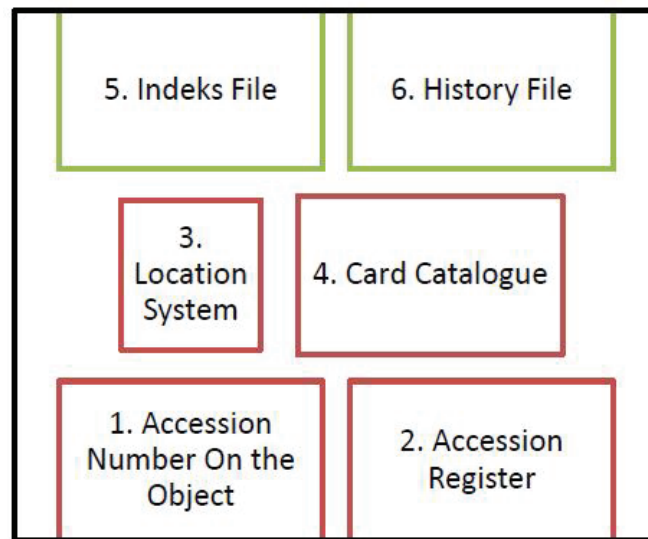 5. Indeks File
6. History File
3.
Location
System
4. Card Catalogue
1. Accession
Number On the
Object
2. Accession
Register